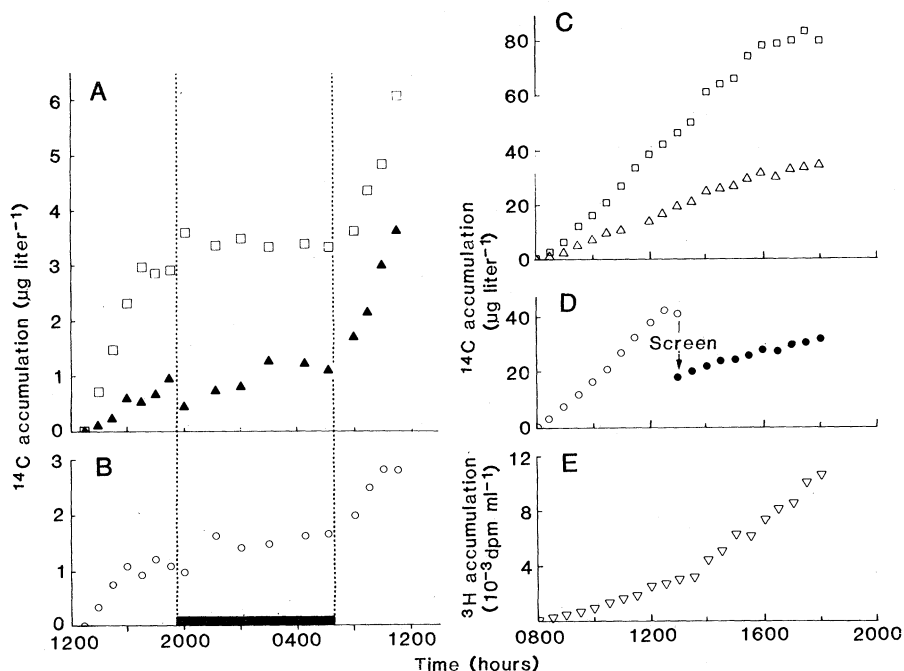 A
6
5
4
3
2
1
0
¹⁴C accumulation (μg liter⁻¹)
B
3
2
1
0
1200
2000
0400
1200
Time (hours)
C
80
60
40
20
0
¹⁴C accumulation
(μg liter⁻¹)
D
40
20
0
Screen
E
12
8
4
³H accumulation
(10⁻³dpm ml⁻¹)
0800
1200
1600
2000